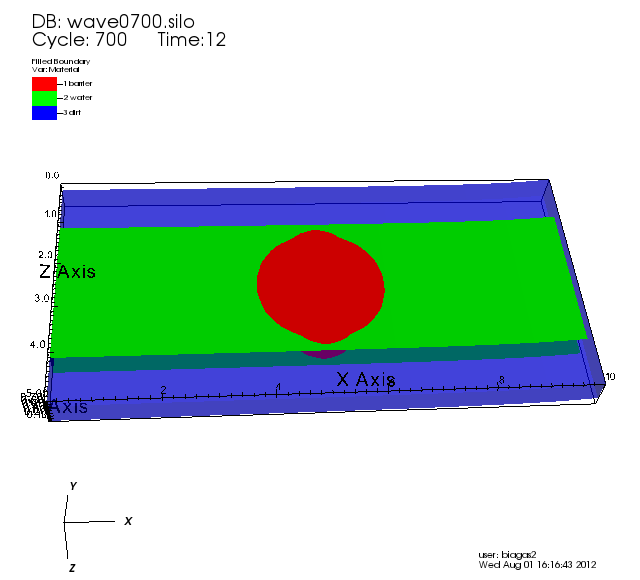 DB: wave0700.silo
Cycle: 700 Time:12
Filled Boundary
Var: Material
1 barrier
2 water
3 dirt
0.0
1.0
2.0
Z Axis
3.0
4.0
X Axis
2
4
6
8
10
Axis
Y
X
Z
user: biagas2
Wed Aug 01 16:16:43 2012